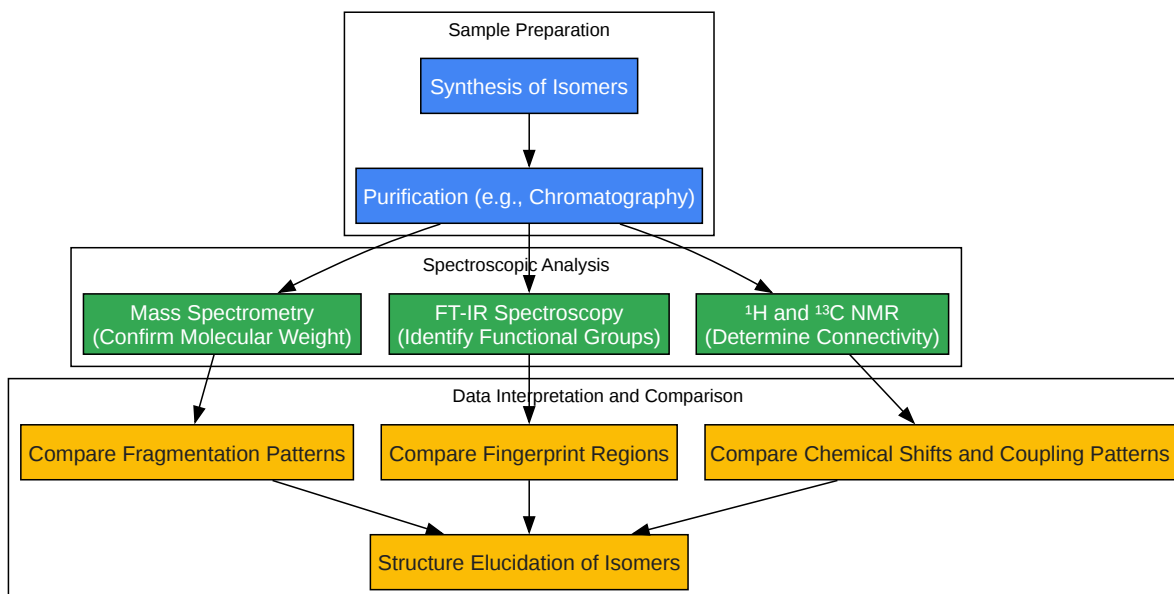 Sample Preparation
Synthesis of Isomers
Purification (e.g., Chromatography)
Spectroscopic Analysis
Mass Spectrometry
(Confirm Molecular Weight)
FT-IR Spectroscopy
(Identify Functional Groups)
¹H and ¹³C NMR
(Determine Connectivity)
Data Interpretation and Comparison
Compare Fragmentation Patterns
Compare Fingerprint Regions
Compare Chemical Shifts and Coupling Patterns
Structure Elucidation of Isomers